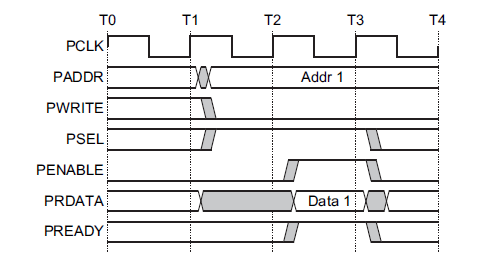 T0 T1 T2 T3 T4
PCLK
PADDR Addr 1
PWRITE
PSEL
PENABLE
PRDATA Data 1
PREADY